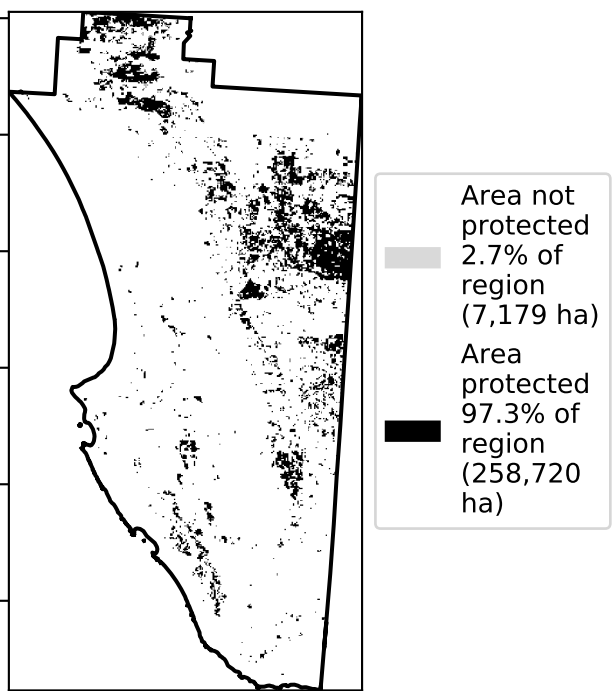 Area not
protected
2.7% of
region
(7,179 ha)
Area
protected
97.3% of
region
(258,720
ha)